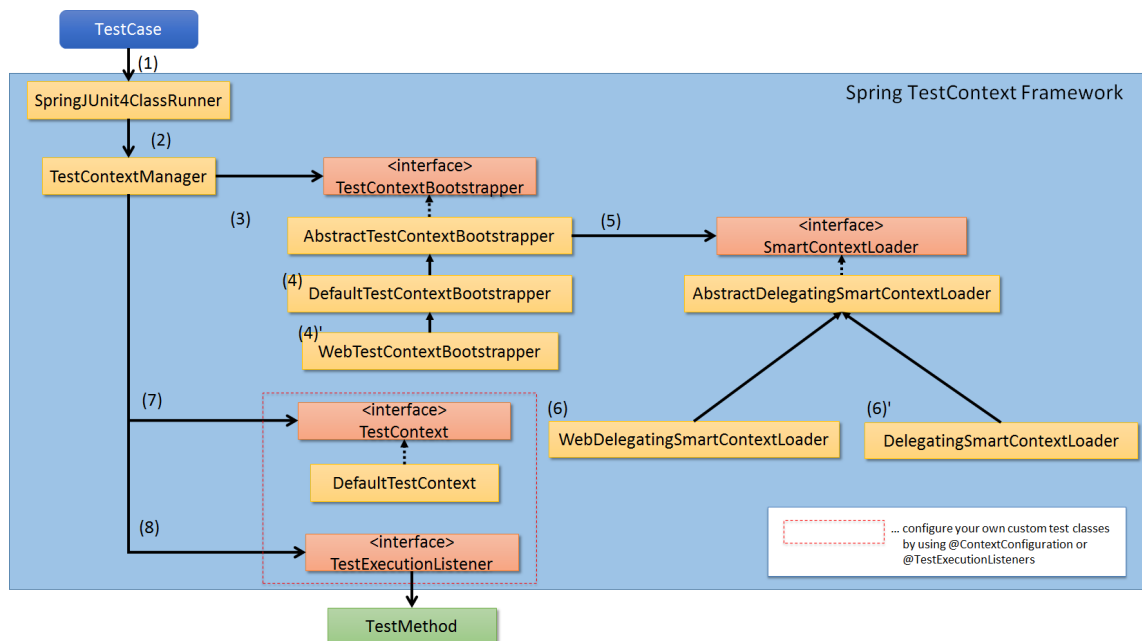 TestCase
(1)
Spring TestContext Framework
SpringJUnit4ClassRunner
(2)
TestContextManager
<interface>
TestContextBootstrapper
(3)
AbstractTestContextBootstrapper
(5)
<interface>
SmartContextLoader
(4)
DefaultTestContextBootstrapper
AbstractDelegatingSmartContextLoader
(4)'
WebTestContextBootstrapper
(7)
<interface>
TestContext
(6)
WebDelegatingSmartContextLoader
(6)'
DelegatingSmartContextLoader
DefaultTestContext
(8)
<interface>
TestExecutionListener
... configure your own custom test classes
by using @ContextConfiguration or
@TestExecutionListeners
TestMethod